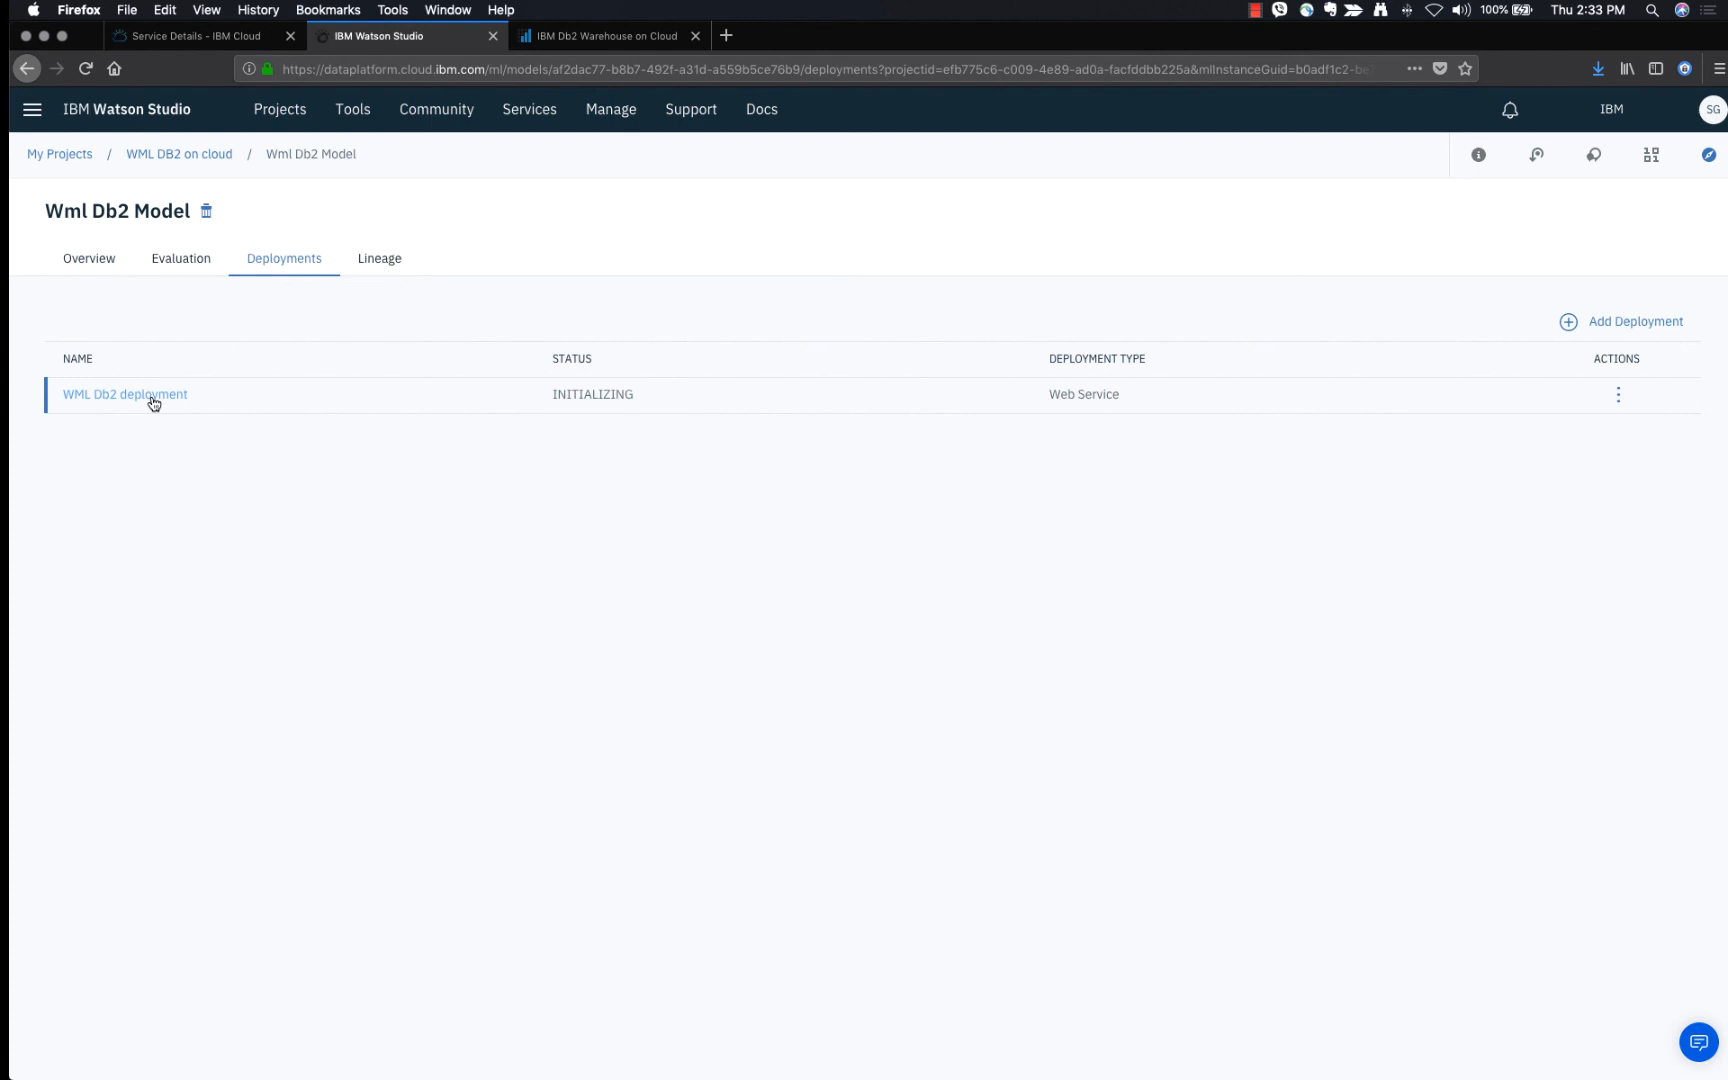 Firefox File Edit View History Bookmarks Tools Window Help 100% Thu 2:33 PM
Service Details - IBM Cloud IBM Watson Studio IBM Db2 Warehouse on Cloud
https://dataplatform.cloud.ibm.com/ml/models/af2dac77-b8b7-492f-a31d-a559b5ce76b9/deployments?projectid=efb775c6-c009-4e89-ad0a-facfddbb225a&mlInstanceGuid=b0adf1c2-be
IBM Watson Studio Projects Tools Community Services Manage Support Docs IBM SG
My Projects / WML DB2 on cloud / Wml Db2 Model
Wml Db2 Model
Overview Evaluation Deployments Lineage
Add Deployment
NAME STATUS DEPLOYMENT TYPE ACTIONS
WML Db2 deployment INITIALIZING Web Service